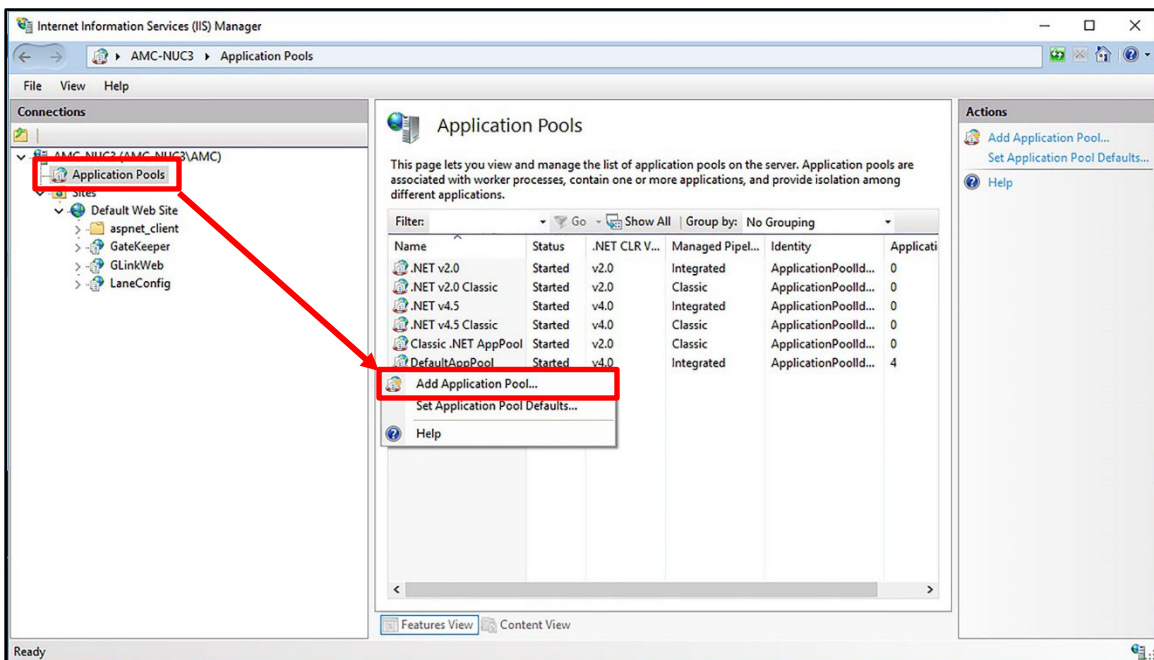 Internet Information Services (IIS) Manager
AMC-NUC3 Application Pools
File View Help
Connections
AMC-NUC3 (AMC-NUC3\AMC)
Application Pools
Sites
Default Web Site
aspnet_client
GateKeeper
GLinkWeb
LaneConfig
Application Pools
This page lets you view and manage the list of application pools on the server. Application pools are
associated with worker processes, contain one or more applications, and provide isolation among
different applications.
Filter: Go Show All Group by: No Grouping
Name Status .NET CLR V... Managed Pipel... Identity Applicati
.NET v2.0 Started v2.0 Integrated ApplicationPoolId... 0
.NET v2.0 Classic Started v2.0 Classic ApplicationPoolId... 0
.NET v4.5 Started v4.0 Integrated ApplicationPoolId... 0
.NET v4.5 Classic Started v4.0 Classic ApplicationPoolId... 0
Classic .NET AppPool Started v2.0 Classic ApplicationPoolId... 0
DefaultAppPool Started v4.0 Integrated ApplicationPoolId... 4
Add Application Pool...
Set Application Pool Defaults...
Help
Features View Content View
Actions
Add Application Pool...
Set Application Pool Defaults...
Help
Ready